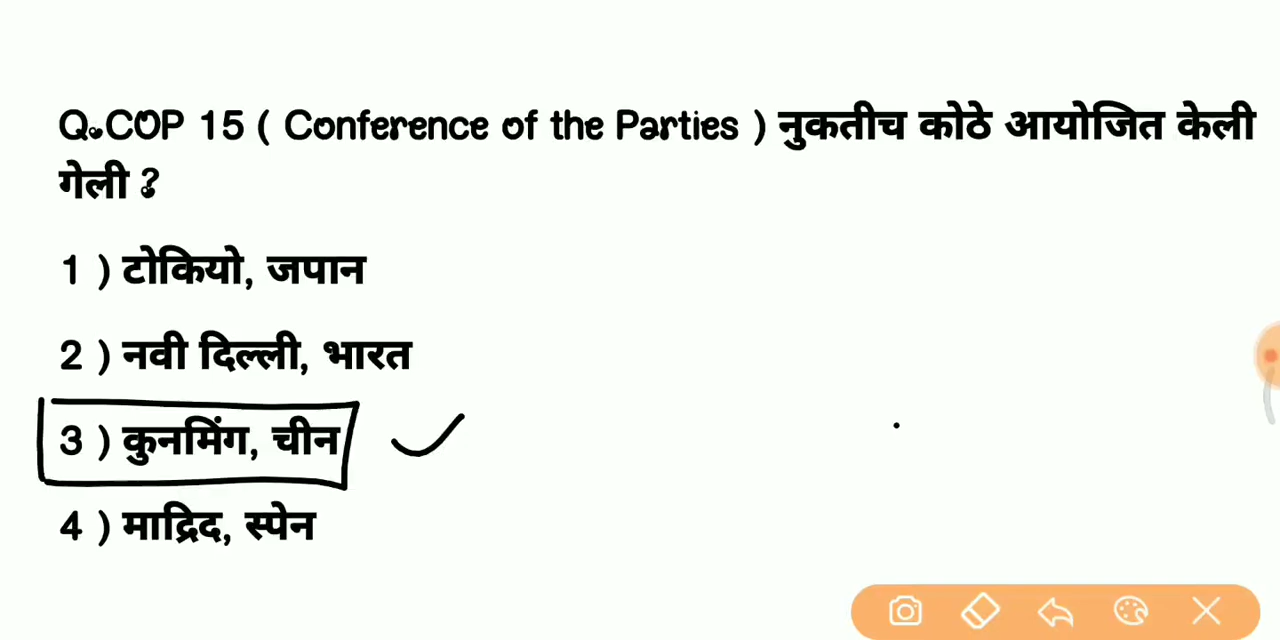 Q.COP 15 ( Conference of the Parties ) नुकतीच कोठे आयोजित केली
गेली ?
1 ) टोकियो, जपान
2 ) नवी दिल्ली, भारत
3 ) कुनमिंग, चीन
4 ) माद्रिद, स्पेन